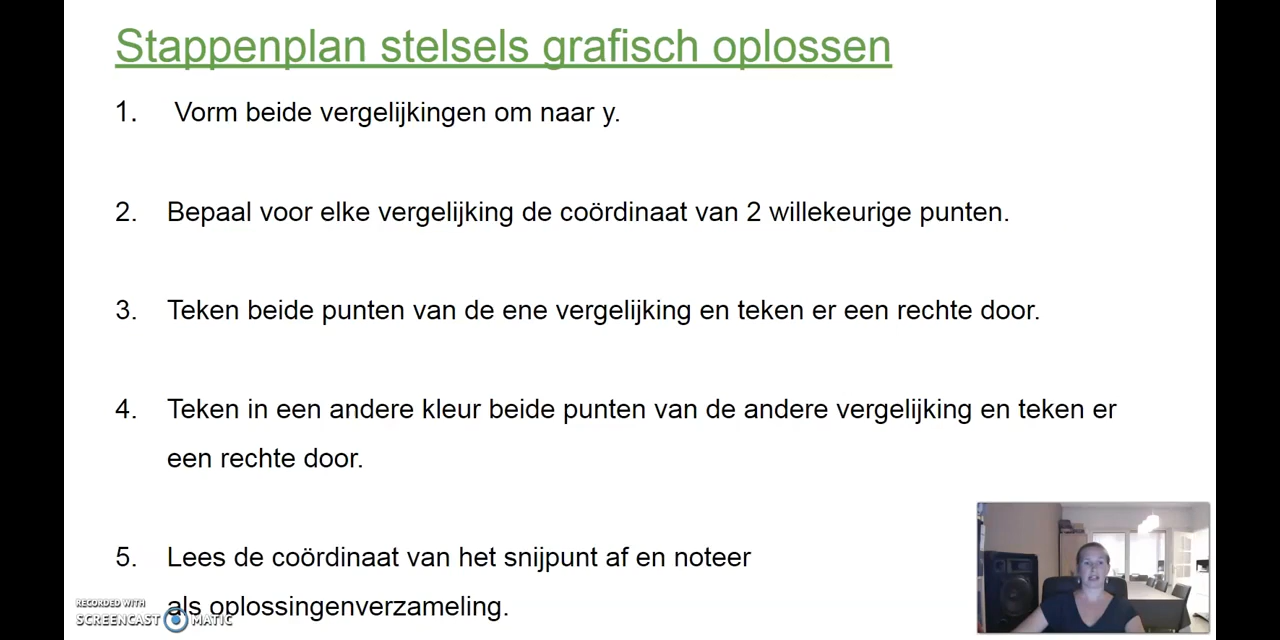 Stappenplan stelsels grafisch oplossen
1. Vorm beide vergelijkingen om naar y.
2. Bepaal voor elke vergelijking de coördinaat van 2 willekeurige punten.
3. Teken beide punten van de ene vergelijking en teken er een rechte door.
4. Teken in een andere kleur beide punten van de andere vergelijking en teken er
een rechte door.
5. Lees de coördinaat van het snijpunt af en noteer
als oplossingenverzameling.
RECORDED WITH
SCREENCAST MATIC